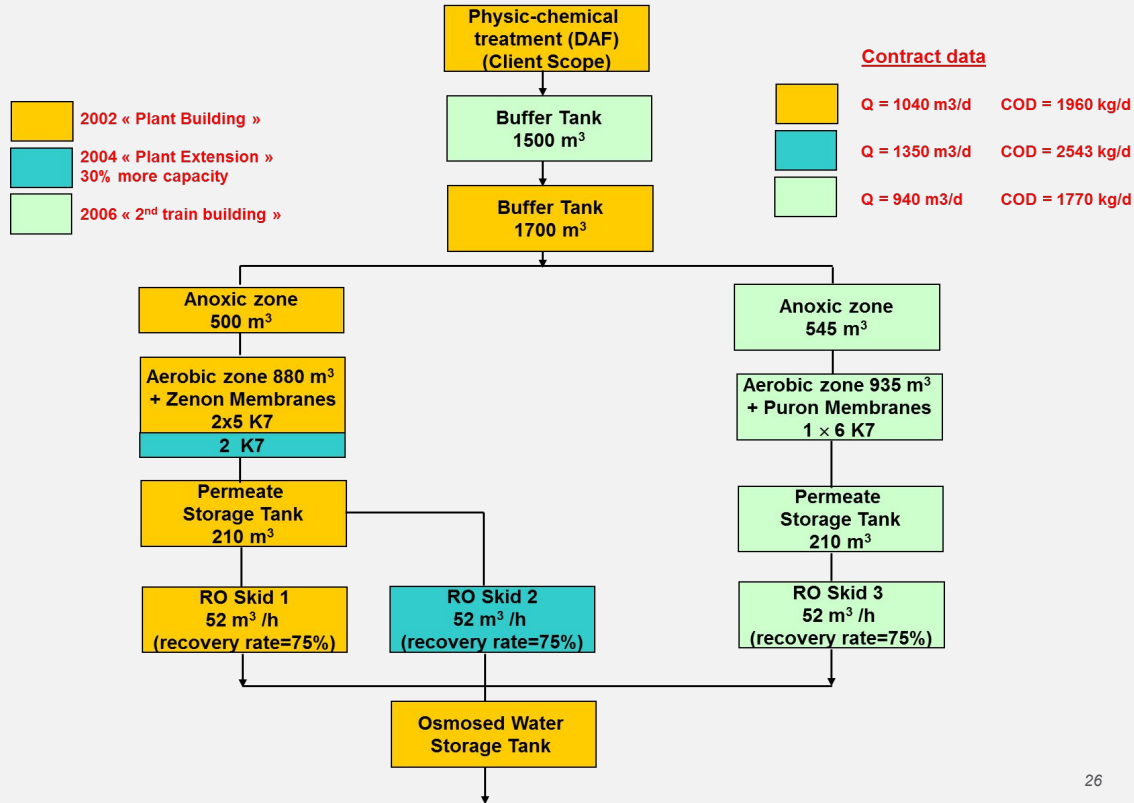 Physic-chemical
treatment (DAF)
(Client Scope)
Contract data
2002 « Plant Building »
2004 « Plant Extension »
30% more capacity
2006 « 2nd train building »
Q = 1040 m3/d COD = 1960 kg/d
Q = 1350 m3/d COD = 2543 kg/d
Q = 940 m3/d COD = 1770 kg/d
Buffer Tank
1500 m³
Buffer Tank
1700 m³
Anoxic zone
500 m³
Anoxic zone
545 m³
Aerobic zone 880 m³
+ Zenon Membranes
2x5 K7
2 K7
Aerobic zone 935 m³
+ Puron Membranes
1 × 6 K7
Permeate
Storage Tank
210 m³
Permeate
Storage Tank
210 m³
RO Skid 1
52 m³ /h
(recovery rate=75%)
RO Skid 2
52 m³ /h
(recovery rate=75%)
RO Skid 3
52 m³ /h
(recovery rate=75%)
Osmosed Water
Storage Tank
26